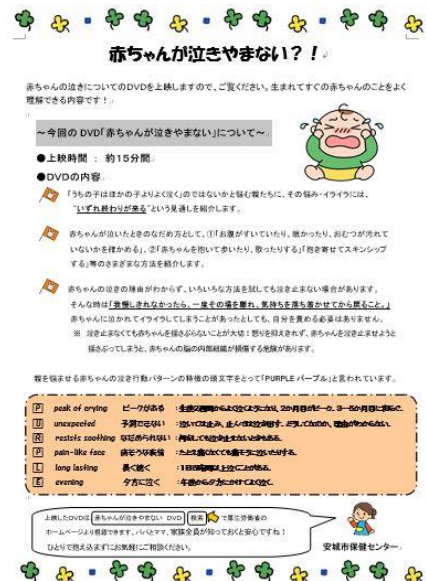 赤ちゃんが泣きやまない？！
赤ちゃんの泣きについてのDVDを上映しますので、ご覧ください。生まれてすぐの赤ちゃんのことをよく
理解できる内容です！
～今回の DVD「赤ちゃんが泣きやまない」について～
●上映時間 ： 約１５分間
●DVDの内容
「うちの子はほかの子よりよく泣く」のではないかと悩む親たちに、その悩み・イライラには、
“いずれ終わりが来る”という見通しを紹介します。
赤ちゃんが泣いたときのなだめ方として、①「お腹がすいていたり、眠かったり、おむつが汚れて
いないかを確かめる」、②「赤ちゃんを抱いて歩いたり、歌ったりする」「抱き寄せてスキンシップ
する」等のさまざまな方法を紹介します。
赤ちゃんの泣きの理由がわからず、いろいろな方法を試しても泣き止まない場合があります。
そんな時は「我慢しきれなかったら、一度その場を離れ、気持ちを落ち着かせてから戻ること。」
赤ちゃんに泣かれてイライラしてしまうことがあったとしても、自分を責める必要はありません。
※ 泣き止まなくても赤ちゃんを揺さぶらないことが大切！怒りを抑えきれず、赤ちゃんを泣き止ませようと
揺さぶってしまうと、赤ちゃんの脳の内部組織が損傷する危険があります。
親を悩ませる赤ちゃんの泣き行動パターンの特徴の頭文字をとって「PURPLE パープル」と言われています。
P peak of crying ピークがある
U unexpected 予測できない
R resists soothing なだめられない
P pain-like face 痛そうな表情
L long lasting 長く続く
E evening 夕方に泣く
上映したDVDは 赤ちゃんが泣きやまない DVD 検索 で厚生労働省の
ホームページより視聴できます。パパとママ、家族全員が知っておくと安心ですね！
ひとりで抱え込まずにお気軽にご相談ください。
安城市保健センター